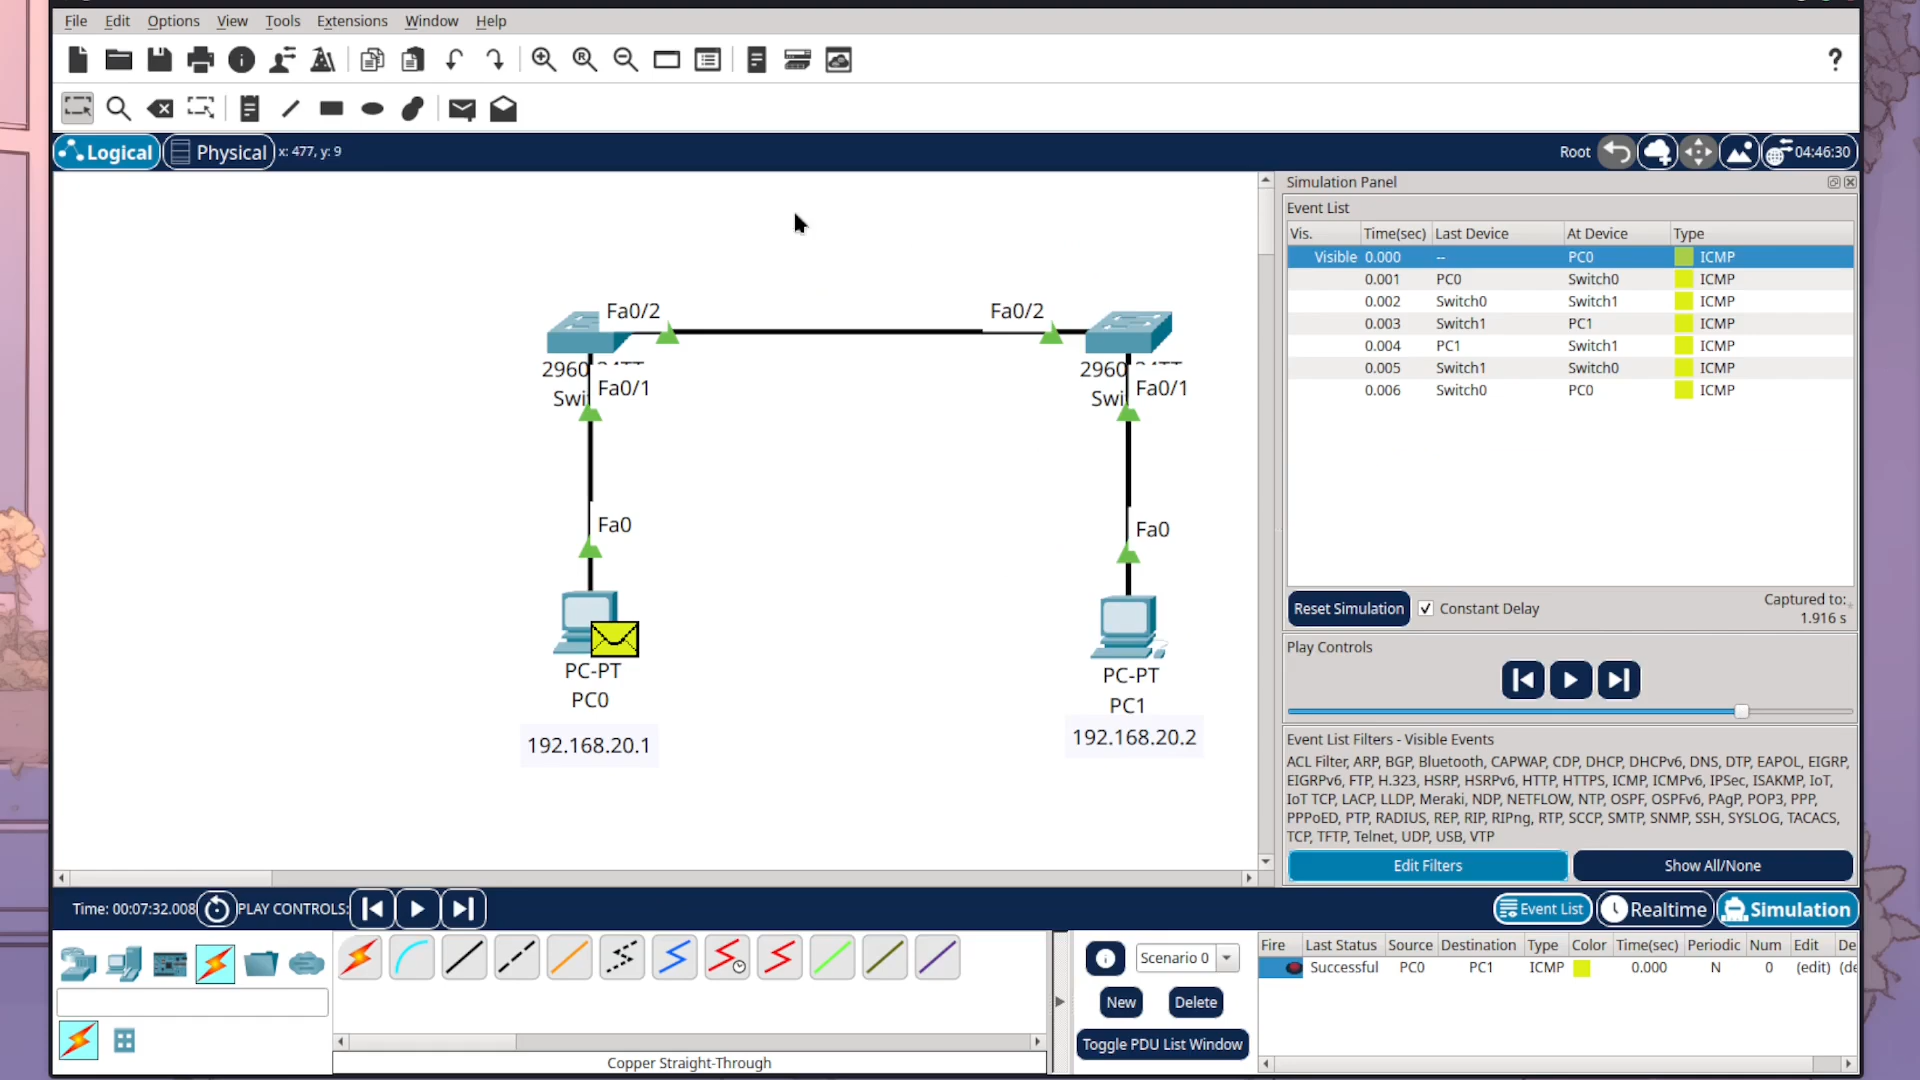 File Edit Options View Tools Extensions Window Help
?
Logical Physical x: 477, y: 9 Root 04:46:30
Simulation Panel
Event List
Vis. Time(sec) Last Device At Device Type
Visible 0.000 -- PC0 ICMP
0.001 PC0 Switch0 ICMP
0.002 Switch0 Switch1 ICMP
0.003 Switch1 PC1 ICMP
0.004 PC1 Switch1 ICMP
0.005 Switch1 Switch0 ICMP
0.006 Switch0 PC0 ICMP
Fa0/2 Fa0/2
2960 2960
Fa0/1 Fa0/1
Swi Swi
Fa0 Fa0
PC-PT PC-PT
PC0 PC1
192.168.20.1 192.168.20.2
Reset Simulation Constant Delay
Captured to:
1.916 s
Play Controls
Event List Filters - Visible Events
ACL Filter, ARP, BGP, Bluetooth, CAPWAP, CDP, DHCP, DHCPv6, DNS, DTP, EAPOL, EIGRP,
EIGRPv6, FTP, H.323, HSRP, HSRPv6, HTTP, HTTPS, ICMP, ICMPv6, IPSec, ISAKMP, IoT,
IoT TCP, LACP, LLDP, Meraki, NDP, NETFLOW, NTP, OSPF, OSPFv6, PAgP, POP3, PPP,
PPPoED, PTP, RADIUS, REP, RIP, RIPng, RTP, SCCP, SMTP, SNMP, SSH, SYSLOG, TACACS,
TCP, TFTP, Telnet, UDP, USB, VTP
Edit Filters Show All/None
Time: 00:07:32.008 PLAY CONTROLS: Event List Realtime Simulation
Scenario 0
New Delete
Toggle PDU List Window
Fire Last Status Source Destination Type Color Time(sec) Periodic Num Edit De
Successful PC0 PC1 ICMP 0.000 N 0 (edit) (de
Copper Straight-Through